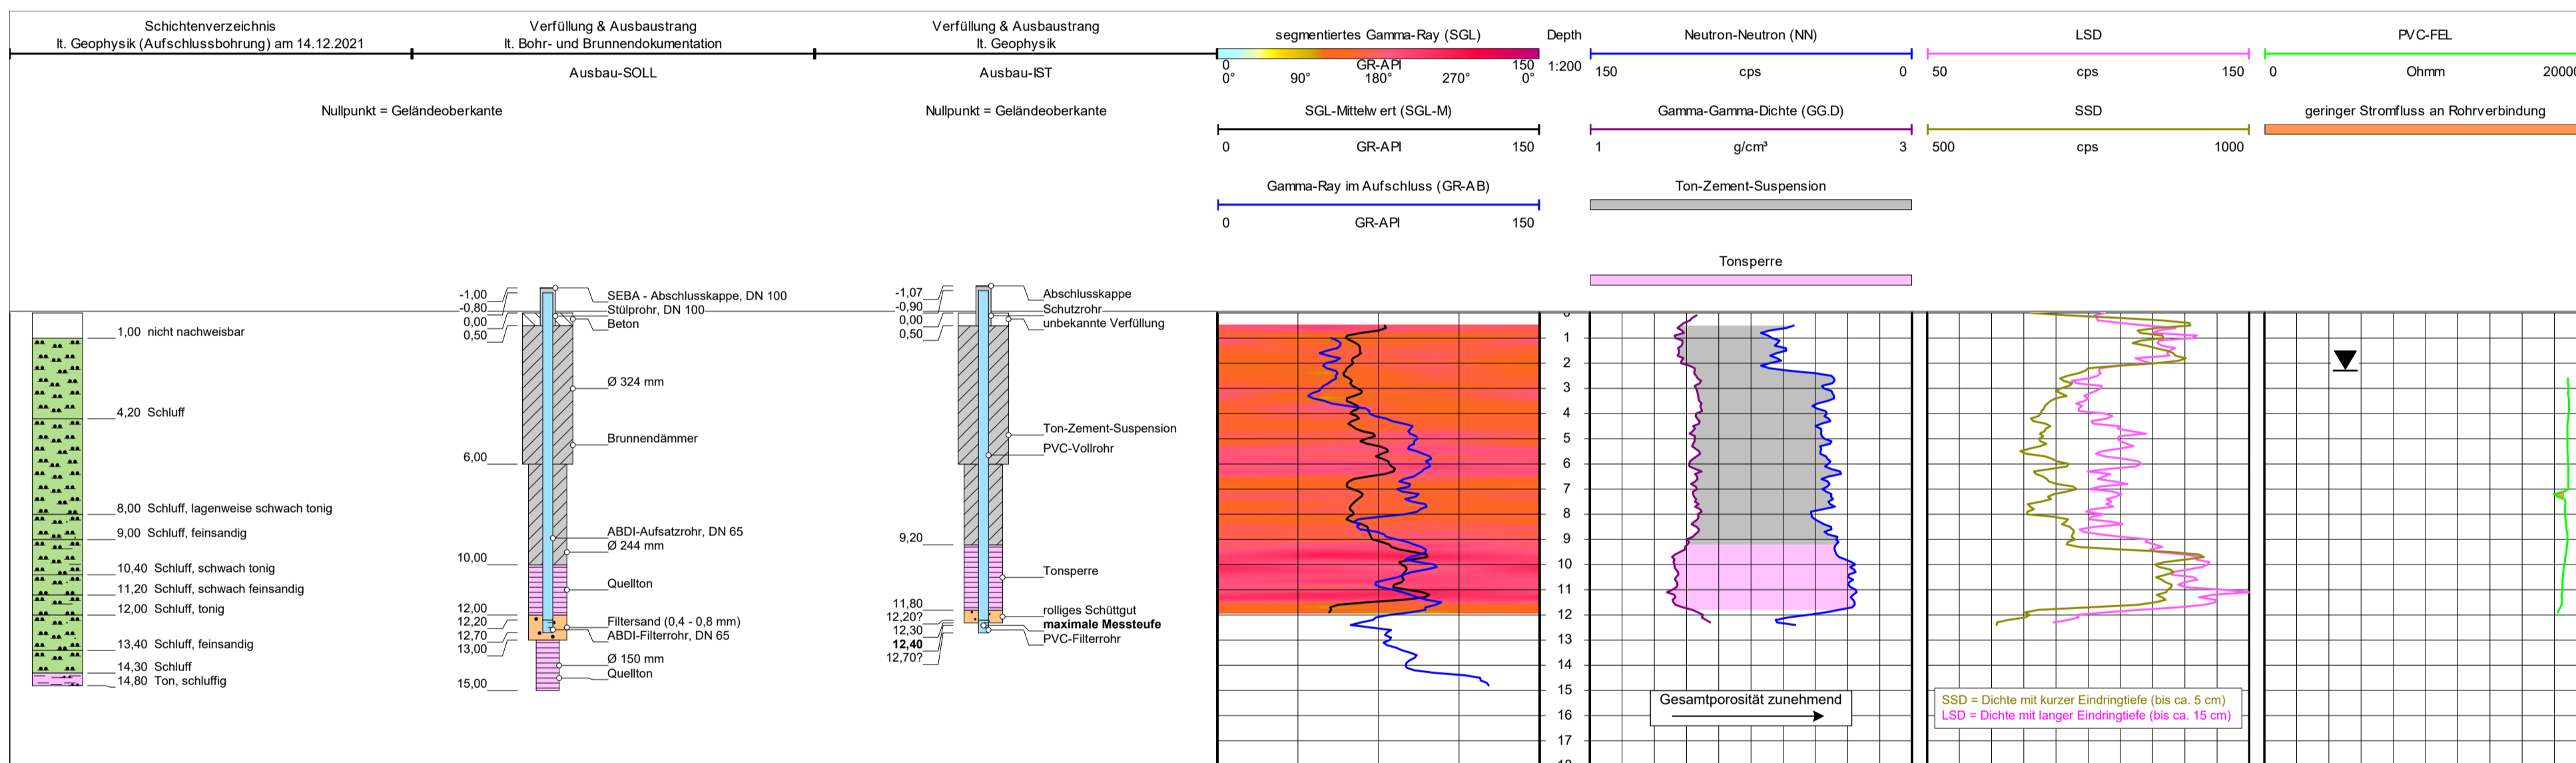 Schichtenverzeichnis
lt. Geophysik (Aufschlussbohrung) am 14.12.2021
Verfüllung & Ausbaustrang
lt. Bohr- und Brunnendokumentation
Ausbau-SOLL
Nullpunkt = Geländeoberkante
Verfüllung & Ausbaustrang
lt. Geophysik
Ausbau-IST
Nullpunkt = Geländeoberkante
segmentiertes Gamma-Ray (SGL)
0 GR-API 150
0° 90° 180° 270° 0°
SGL-Mittelwert (SGL-M)
0 GR-API 150
Gamma-Ray im Aufschluss (GR-AB)
0 GR-API 150
Depth
1:200
Neutron-Neutron (NN)
150 cps 0
Gamma-Gamma-Dichte (GG.D)
1 g/cm³ 3
Ton-Zement-Suspension
Tonsperre
LSD
50 cps 150
SSD
500 cps 1000
PVC-FEL
0 Ohmm 2000
geringer Stromfluss an Rohrverbindung
1,00 nicht nachweisbar
4,20 Schluff
8,00 Schluff, lagenweise schwach tonig
9,00 Schluff, feinsandig
10,40 Schluff, schwach tonig
11,20 Schluff, schwach feinsandig
12,00 Schluff, tonig
13,40 Schluff, feinsandig
14,30 Schluff
14,80 Ton, schluffig
-1,00
-0,80
0,00
0,50
6,00
10,00
12,00
12,20
12,70
13,00
15,00
SEBA - Abschlusskappe, DN 100
Stülprohr, DN 100
Beton
Ø 324 mm
Brunnendämmer
ABDI-Aufsatzrohr, DN 65
Ø 244 mm
Quellton
Filtersand (0,4 - 0,8 mm)
ABDI-Filterrohr, DN 65
Ø 150 mm
Quellton
-1,07
-0,90
0,00
0,50
9,20
11,80
12,20?
12,30
12,40
12,70?
Abschlusskappe
Schutzrohr
unbekannte Verfüllung
Ton-Zement-Suspension
PVC-Vollrohr
Tonsperre
rolliges Schüttgut
maximale Messteufe
PVC-Filterrohr
1
2
3
4
5
6
7
8
9
10
11
12
13
14
15
16
17
Gesamtporosität zunehmend
SSD = Dichte mit kurzer Eindringtiefe (bis ca. 5 cm)
LSD = Dichte mit langer Eindringtiefe (bis ca. 15 cm)